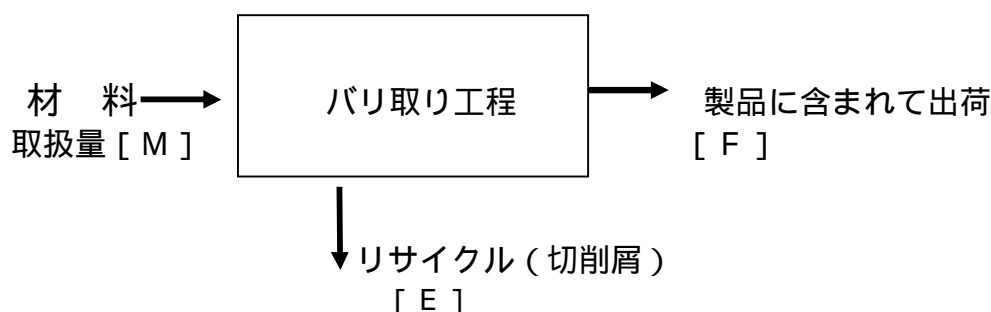 材　料
取扱量［Ｍ］
バリ取り工程
製品に含まれて出荷
［Ｆ］
リサイクル（切削屑）
［Ｅ］